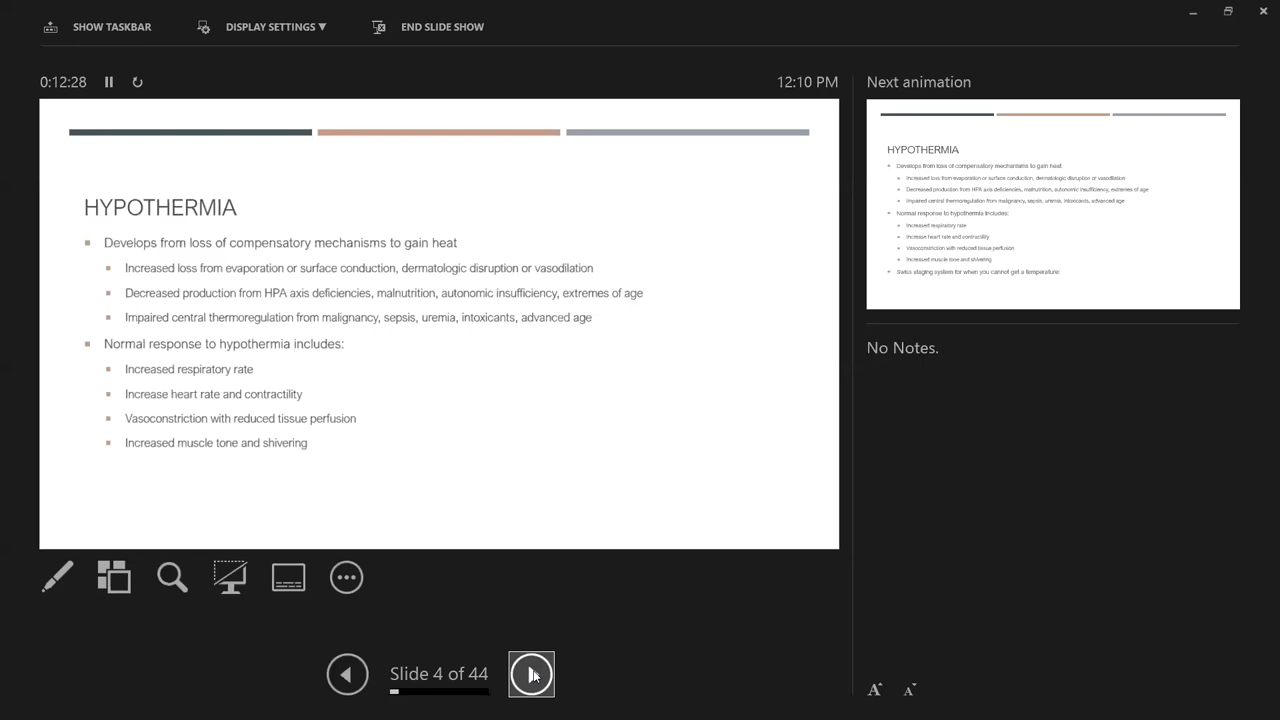 SHOW TASKBAR
DISPLAY SETTINGS ▼
END SLIDE SHOW
0:12:28
12:10 PM
HYPOTHERMIA
Develops from loss of compensatory mechanisms to gain heat
Increased loss from evaporation or surface conduction, dermatologic disruption or vasodilation
Decreased production from HPA axis deficiencies, malnutrition, autonomic insufficiency, extremes of age
Impaired central thermoregulation from malignancy, sepsis, uremia, intoxicants, advanced age
Normal response to hypothermia includes:
Increased respiratory rate
Increase heart rate and contractility
Vasoconstriction with reduced tissue perfusion
Increased muscle tone and shivering
Slide 4 of 44
Next animation
HYPOTHERMIA
Develops from loss of compensatory mechanisms to gain heat
Increased loss from evaporation or surface conduction, dermatologic disruption or vasodilation
Decreased production from HPA axis deficiencies, malnutrition, autonomic insufficiency, extremes of age
Impaired central thermoregulation from malignancy, sepsis, uremia, intoxicants, advanced age
Normal response to hypothermia includes:
Increased respiratory rate
Increase heart rate and contractility
Vasoconstriction with reduced tissue perfusion
Increased muscle tone and shivering
Swiss staging system for when you cannot get a temperature:
No Notes.
A A